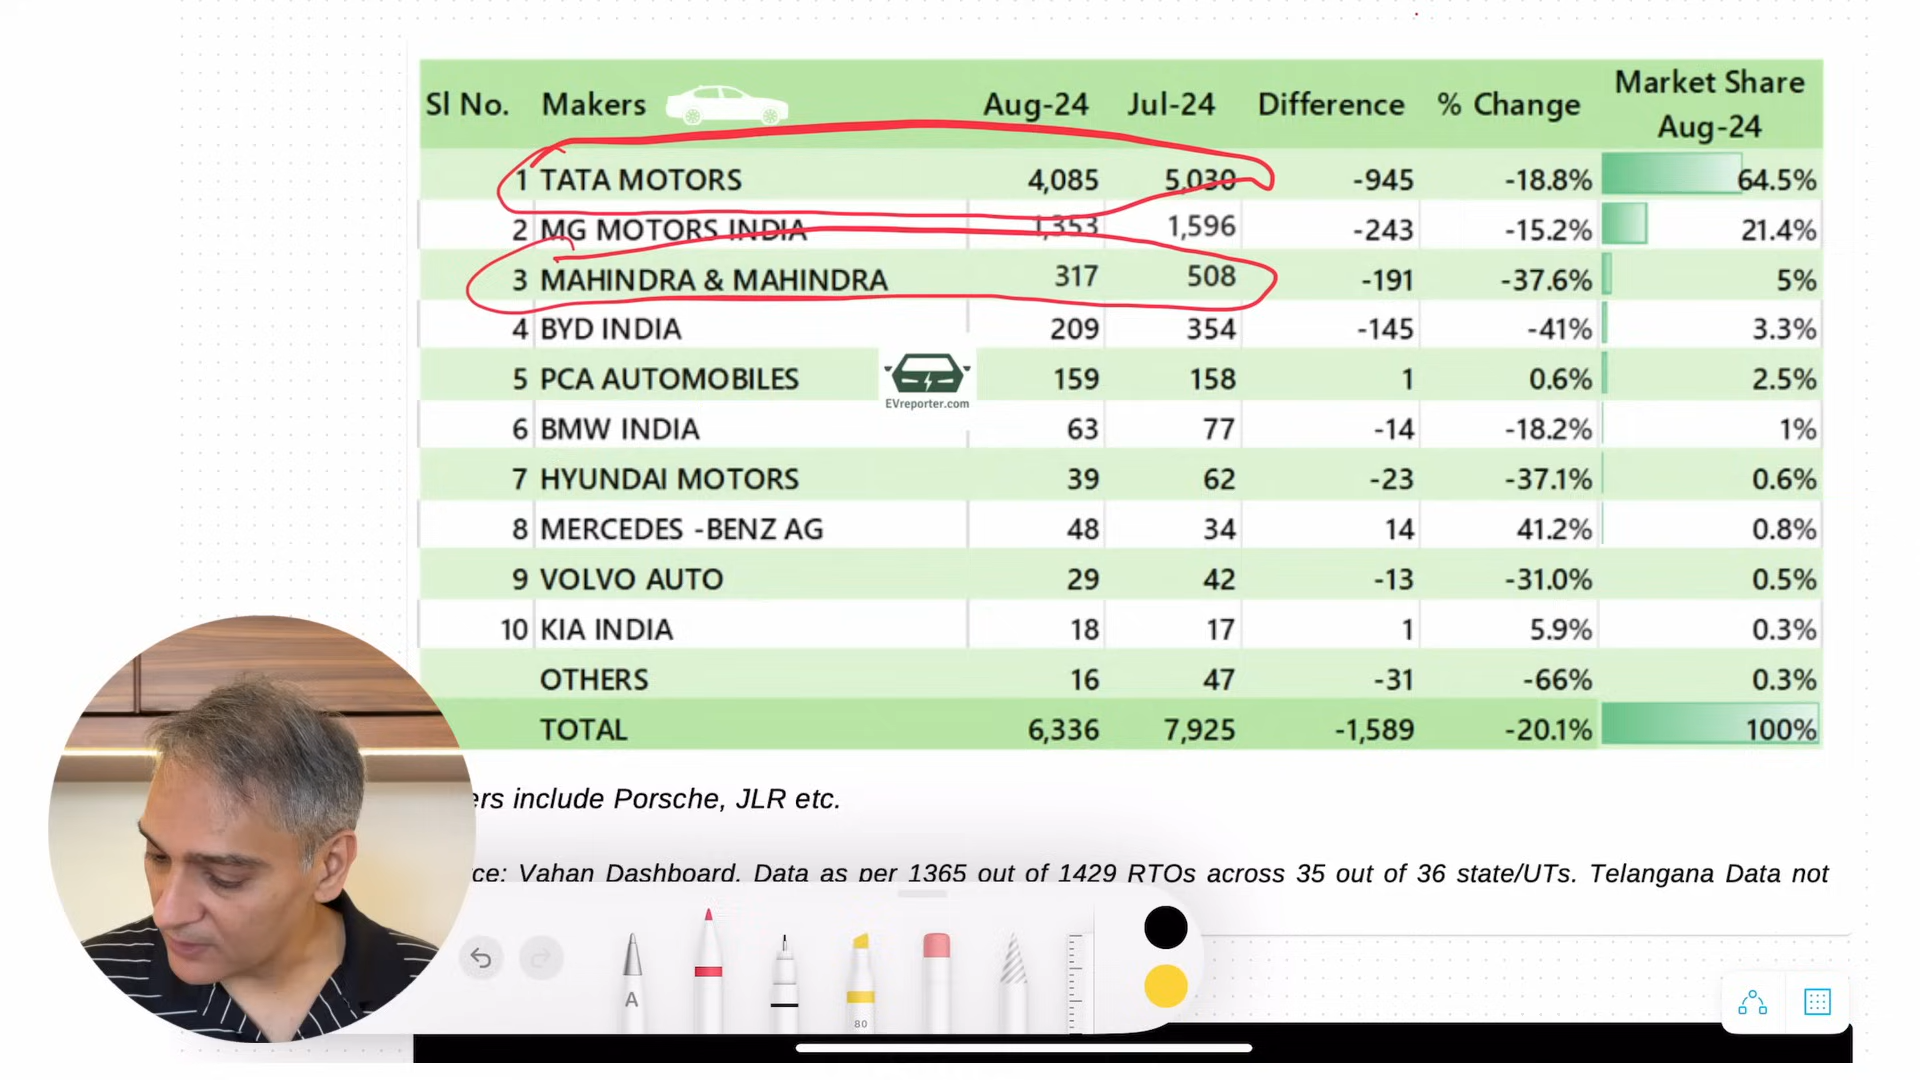 Sl No. Makers Aug-24 Jul-24 Difference % Change Market Share Aug-24
1 TATA MOTORS 4,085 5,030 -945 -18.8% 64.5%
2 MG MOTORS INDIA 1,353 1,596 -243 -15.2% 21.4%
3 MAHINDRA & MAHINDRA 317 508 -191 -37.6% 5%
4 BYD INDIA 209 354 -145 -41% 3.3%
5 PCA AUTOMOBILES 159 158 1 0.6% 2.5%
EVreporter.com
6 BMW INDIA 63 77 -14 -18.2% 1%
7 HYUNDAI MOTORS 39 62 -23 -37.1% 0.6%
8 MERCEDES -BENZ AG 48 34 14 41.2% 0.8%
9 VOLVO AUTO 29 42 -13 -31.0% 0.5%
10 KIA INDIA 18 17 1 5.9% 0.3%
OTHERS 16 47 -31 -66% 0.3%
TOTAL 6,336 7,925 -1,589 -20.1% 100%
ers include Porsche, JLR etc.
ce: Vahan Dashboard. Data as per 1365 out of 1429 RTOs across 35 out of 36 state/UTs. Telangana Data not
A
80